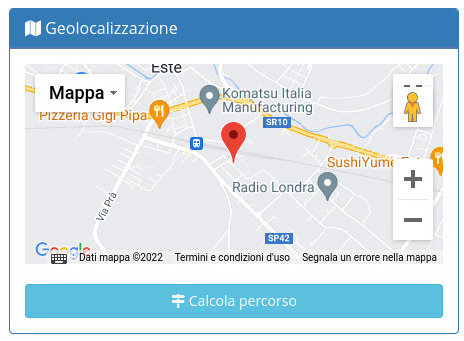 Geolocalizzazione
Este
Mappa
Komatsu Italia
Manufacturing
Pizzeria Gigi Pipa
SR10
SushiYume Este
Radio Londra
Via Prà
SP42
Google
Dati mappa ©2022
Termini e condizioni d'uso
Segnala un errore nella mappa
Calcola percorso